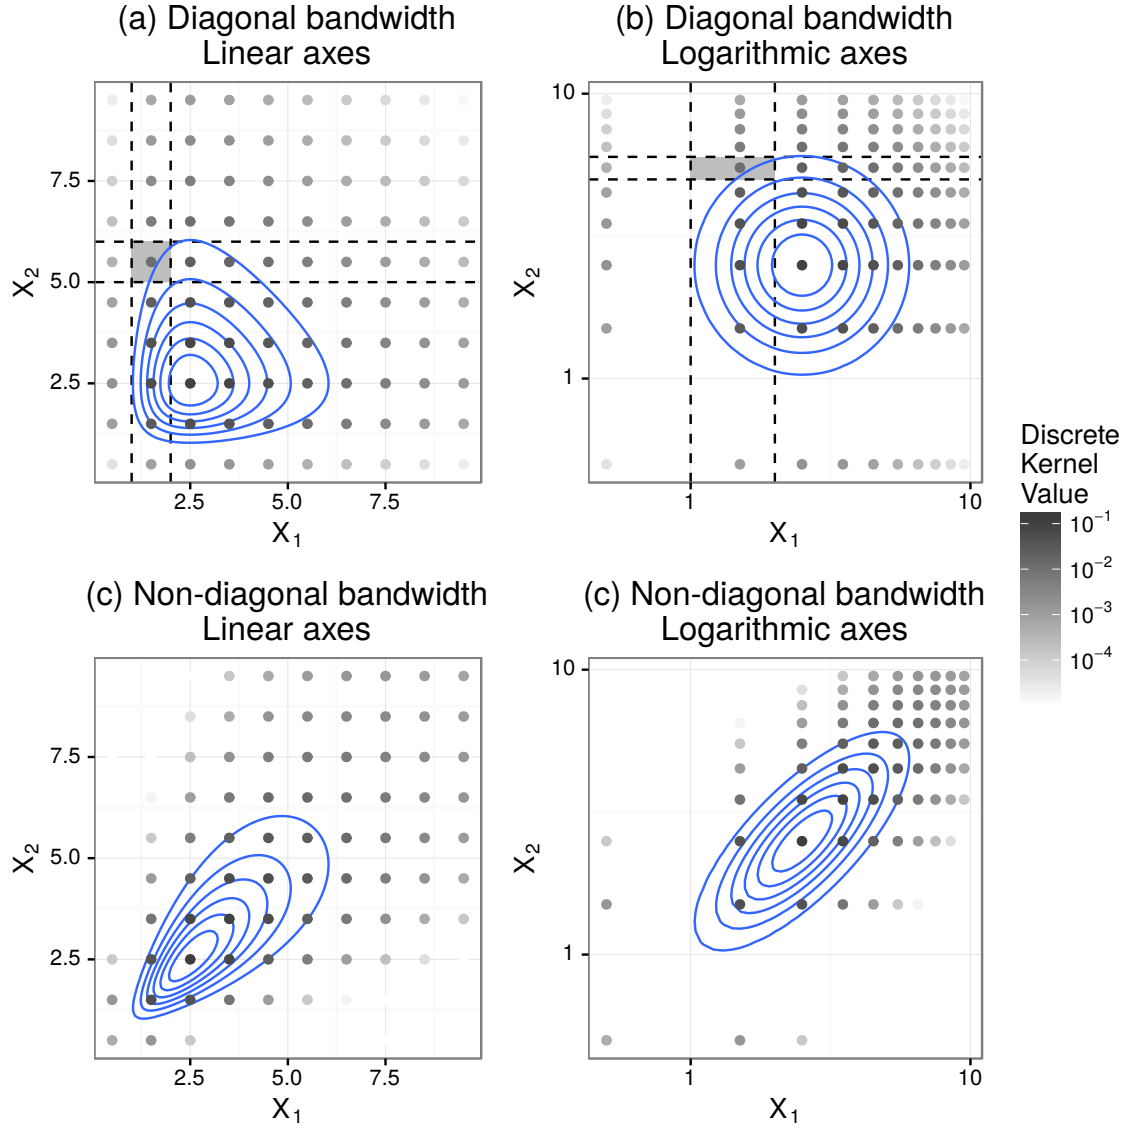 (a) Diagonal bandwidth
Linear axes
(b) Diagonal bandwidth
Logarithmic axes
7.5
5.0
2.5
X₂
2.5 5.0 7.5
X₁
10
1
X₂
1 10
X₁
Discrete
Kernel
Value
10⁻¹
10⁻²
10⁻³
10⁻⁴
(c) Non-diagonal bandwidth
Linear axes
(c) Non-diagonal bandwidth
Logarithmic axes
7.5
5.0
2.5
X₂
2.5 5.0 7.5
X₁
10
1
X₂
1 10
X₁